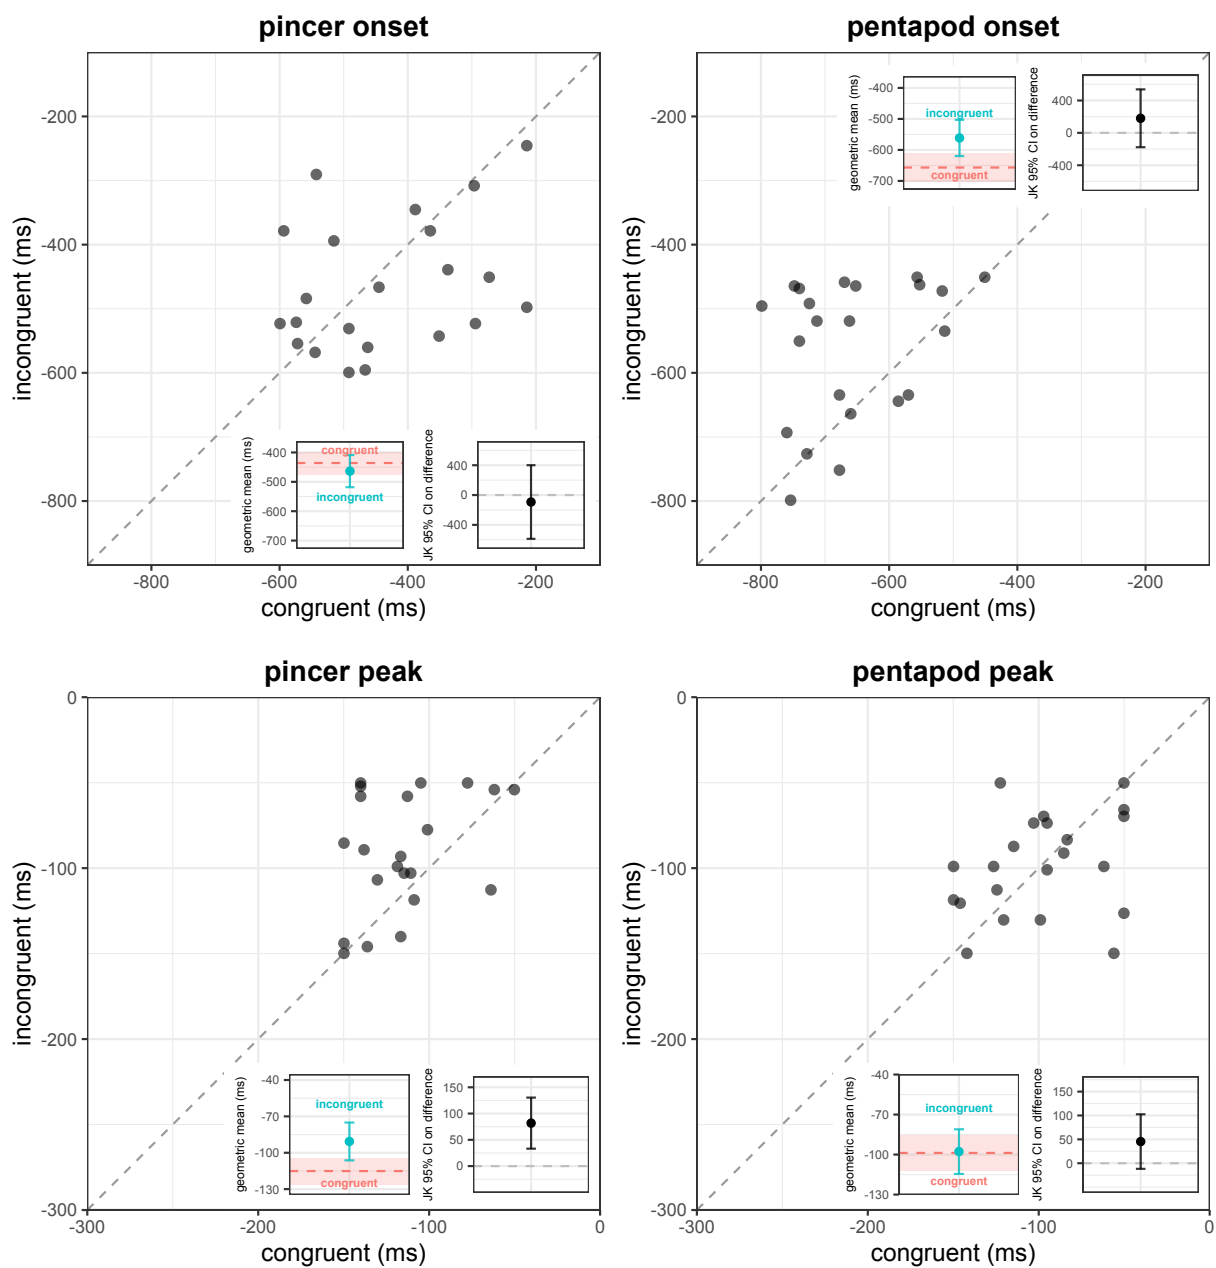 pincer onset
-200
-400
-600
-800
incongruent (ms)
-800 -600 -400 -200
congruent (ms)
geometric mean (ms)
-400
-500
-600
-700
congruent
incongruent
JK 95% CI on difference
400
0
-400
pentapod onset
-200
-400
-600
-800
incongruent (ms)
-800 -600 -400 -200
congruent (ms)
geometric mean (ms)
-400
-500
-600
-700
incongruent
congruent
JK 95% CI on difference
400
0
-400
pincer peak
0
-100
-200
-300
incongruent (ms)
-300 -200 -100 0
congruent (ms)
geometric mean (ms)
-40
-70
-100
-130
incongruent
congruent
JK 95% CI on difference
150
100
50
0
pentapod peak
0
-100
-200
-300
incongruent (ms)
-300 -200 -100 0
congruent (ms)
geometric mean (ms)
-40
-70
-100
-130
incongruent
congruent
JK 95% CI on difference
150
100
50
0